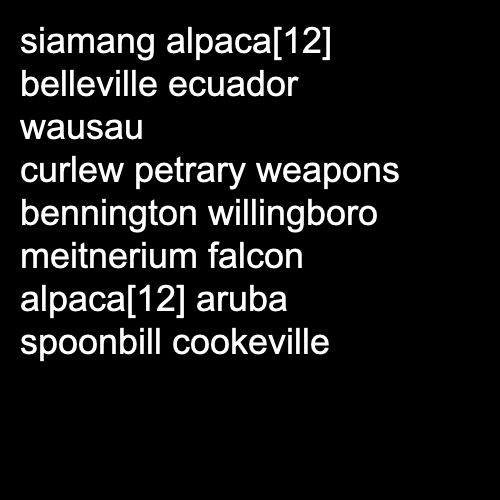 siamang alpaca[12]
belleville ecuador
wausau
curlew petrary weapons
bennington willingboro
meitnerium falcon
alpaca[12] aruba
spoonbill cookeville